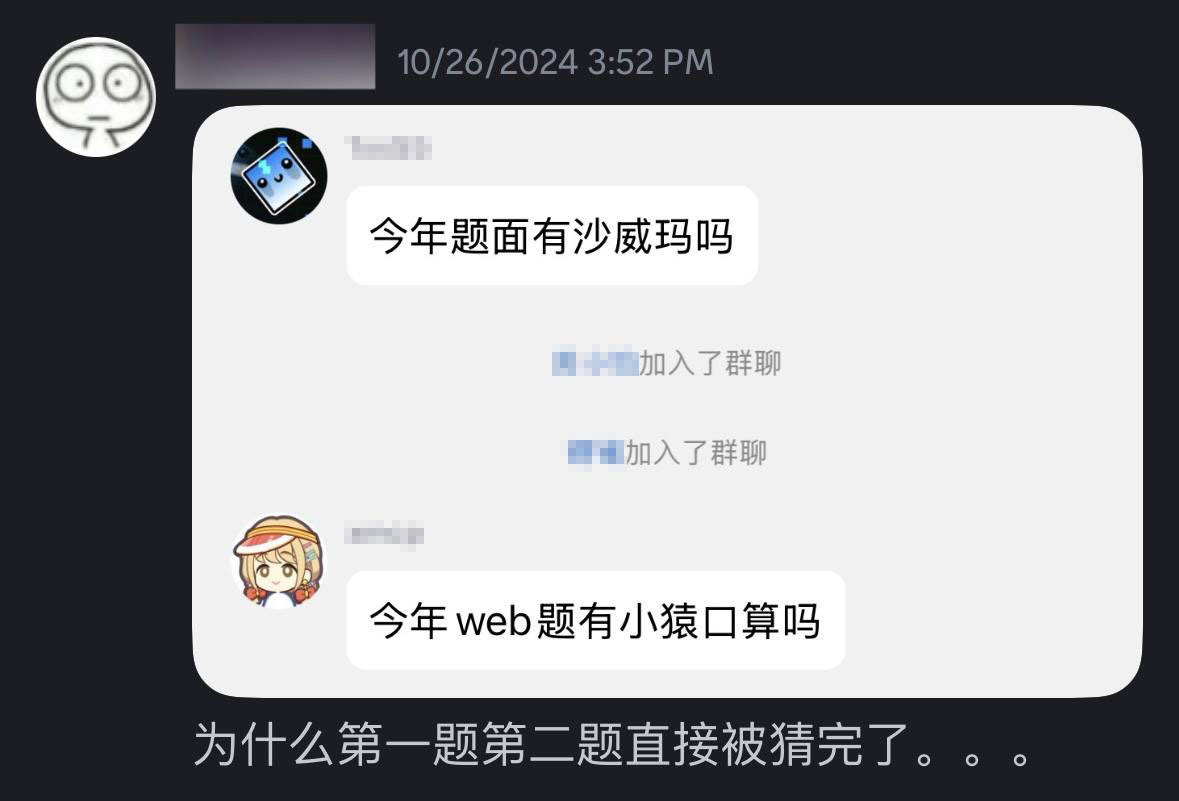 10/26/2024 3:52 PM
今年题面有沙威玛吗
加入了群聊
加入了群聊
今年web题有小猿口算吗
为什么第一题第二题直接被猜完了。。。